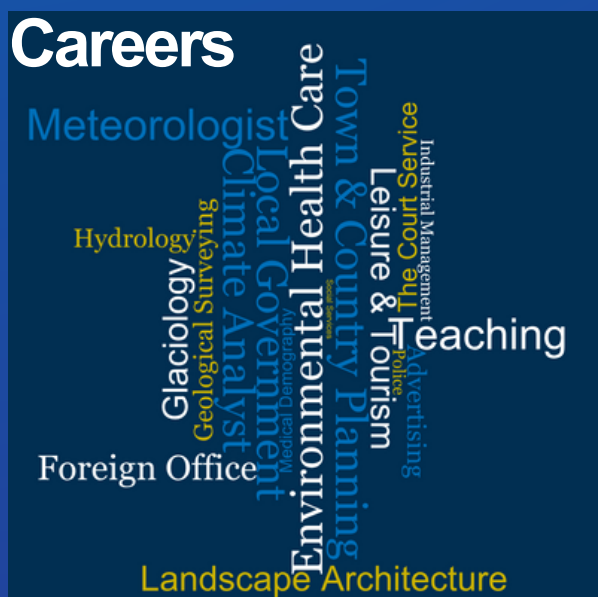 Careers
Meteorologist
Hydrology
Glaciology
Geological Surveying
Climate Analyst
Local Government
Medical Demography
Environmental Health Care
Social Services
Town & Country Planning
Leisure & Tourism
The Court Service
Industrial Management
Teaching
Police
Advertising
Foreign Office
Landscape Architecture